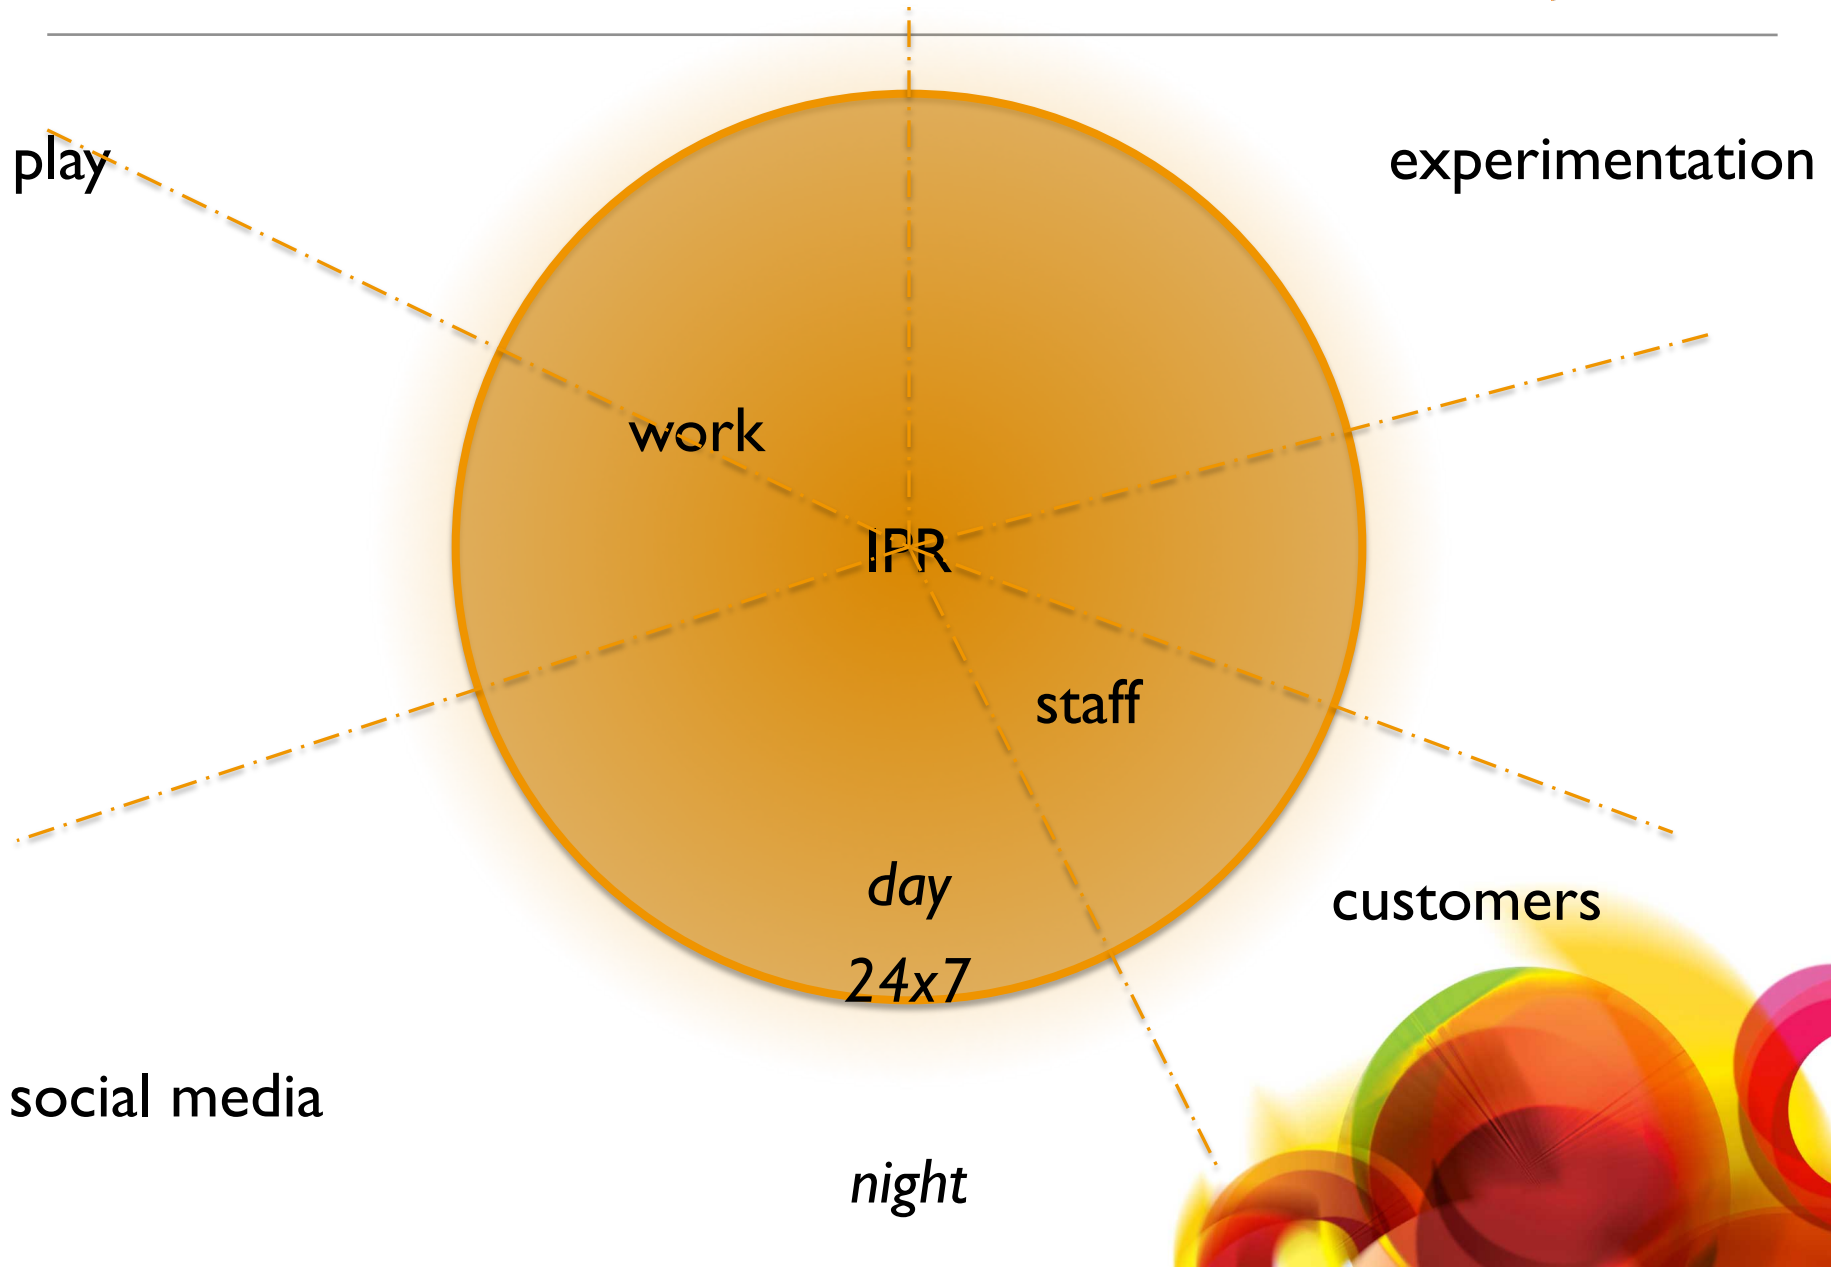 play
experimentation
work
IPR
staff
day
customers
24x7
social media
night